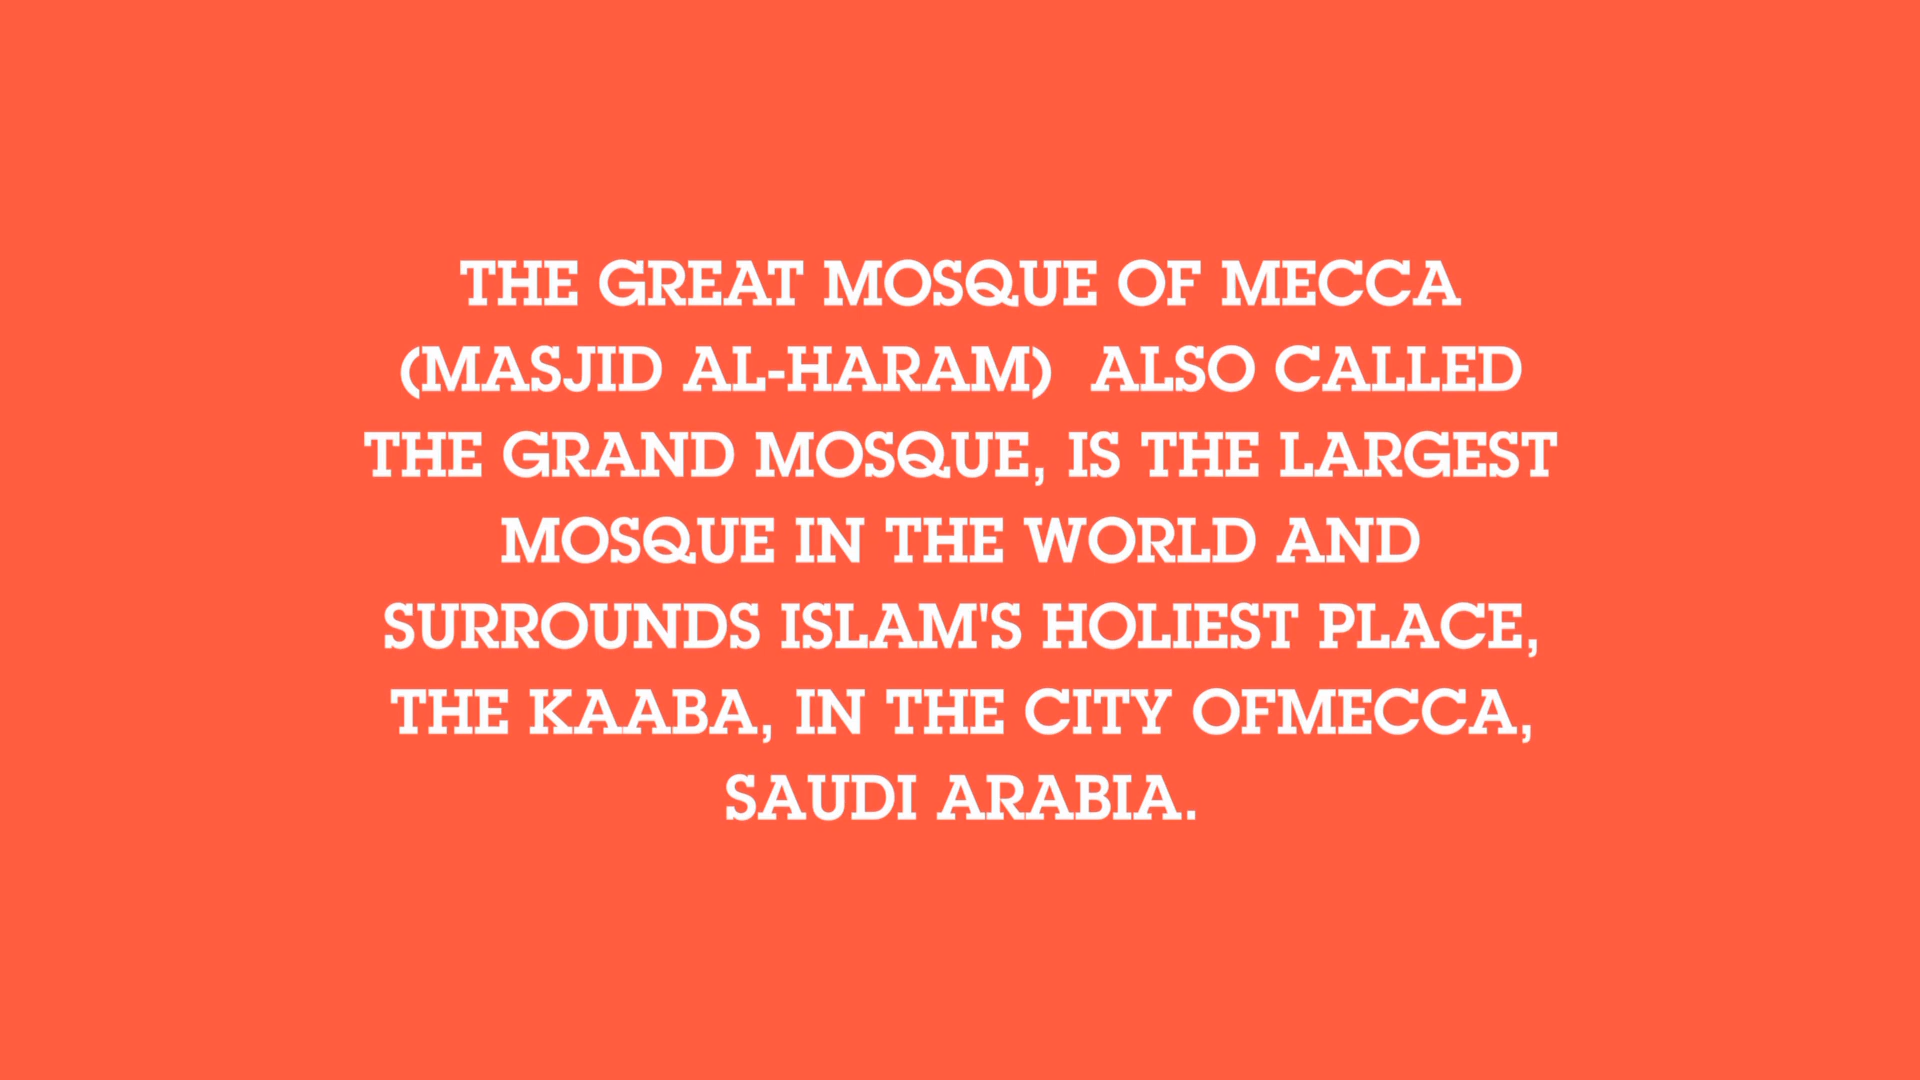 THE GREAT MOSQUE OF MECCA
(MASJID AL-HARAM)  ALSO CALLED
THE GRAND MOSQUE, IS THE LARGEST
MOSQUE IN THE WORLD AND
SURROUNDS ISLAM'S HOLIEST PLACE,
THE KAABA, IN THE CITY OFMECCA,
SAUDI ARABIA.